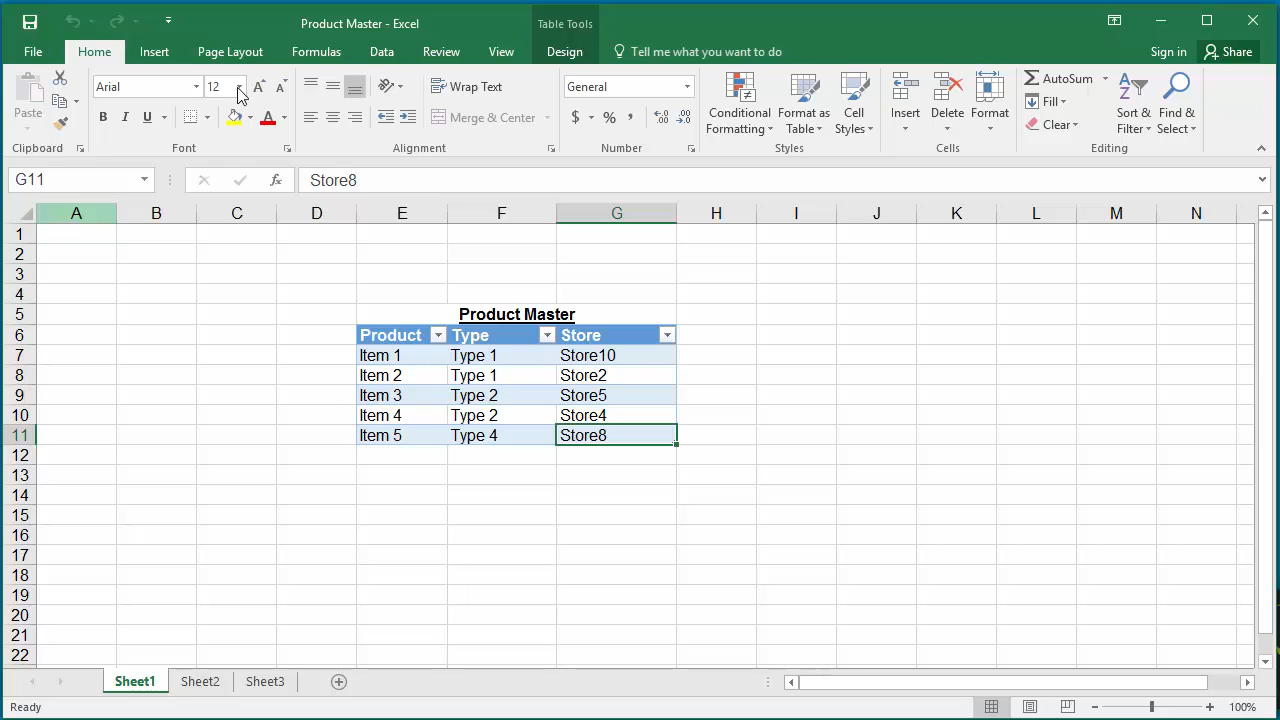 Product Master - Excel
Table Tools
File Home Insert Page Layout Formulas Data Review View Design Tell me what you want to do Sign in Share
Paste
Arial 12
B I U A
Wrap Text
Merge & Center
General
$ % ,
Conditional Formatting
Format as Table
Cell Styles
Insert
Delete
Format
AutoSum
Fill
Clear
Sort & Filter
Find & Select
Clipboard Font Alignment Number Styles Cells Editing
G11 fx Store8
A B C D E F G H I J K L M N
1
2
3
4
5 Product Master
6 Product Type Store
7 Item 1 Type 1 Store10
8 Item 2 Type 1 Store2
9 Item 3 Type 2 Store5
10 Item 4 Type 2 Store4
11 Item 5 Type 4 Store8
12
13
14
15
16
17
18
19
20
21
22
Sheet1 Sheet2 Sheet3
Ready 100%